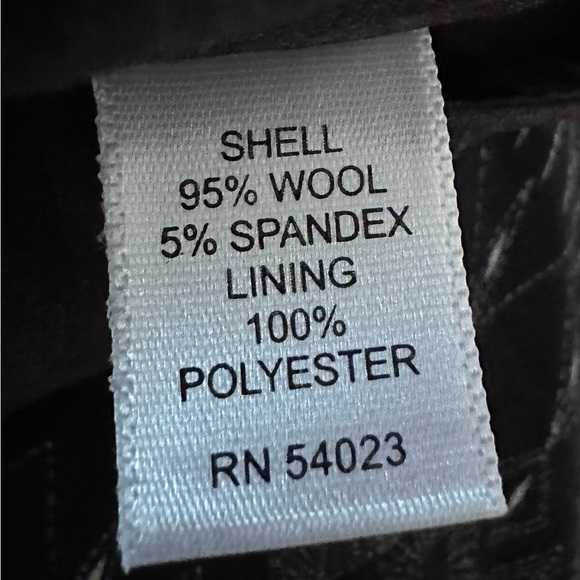 SHELL
95% WOOL
5% SPANDEX
LINING
100%
POLYESTER
RN 54023